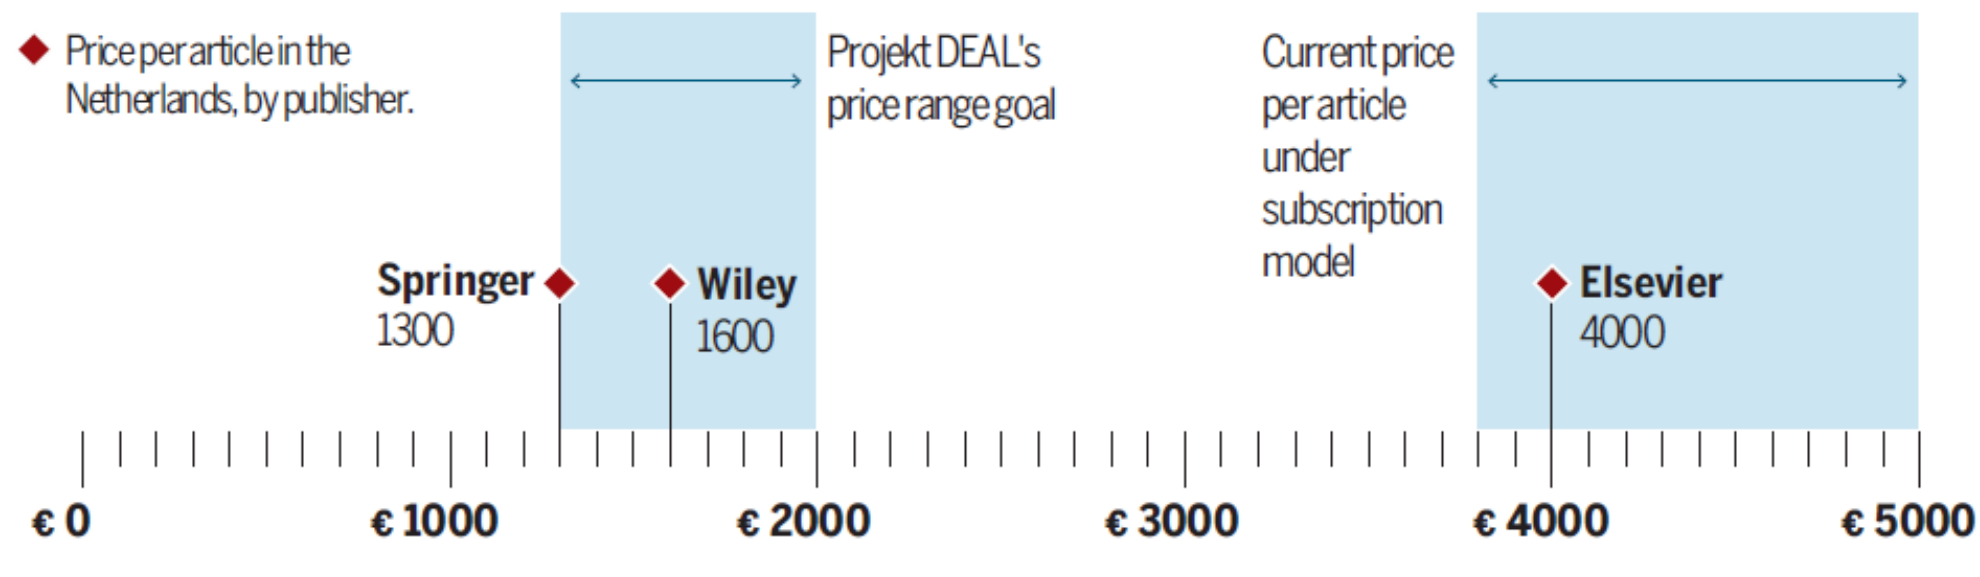 Price per article in the
Netherlands, by publisher.
Projekt DEAL's
price range goal
Current price
per article
under
subscription
model
Springer
1300
Wiley
1600
Elsevier
4000
€ 0
€ 1000
€ 2000
€ 3000
€ 4000
€ 5000